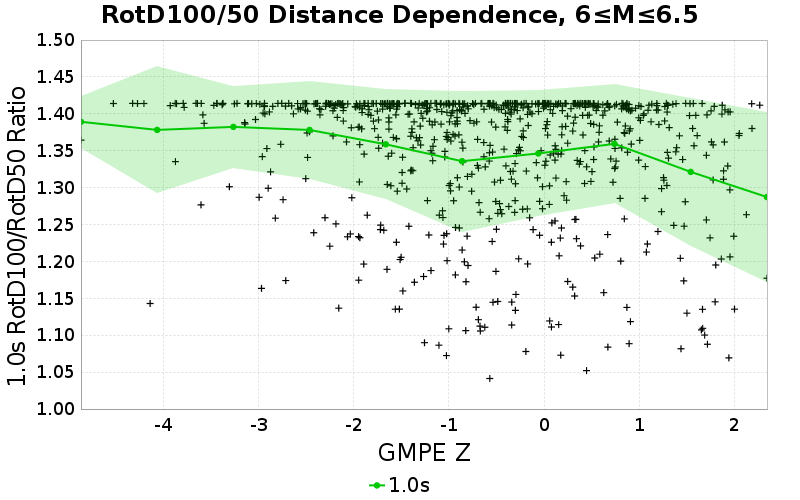 RotD100/50 Distance Dependence, 6≤M≤6.5
1.0s RotD100/RotD50 Ratio
1.50
1.45
1.40
1.35
1.30
1.25
1.20
1.15
1.10
1.05
1.00
-4 -3 -2 -1 0 1 2
GMPE Z
1.0s